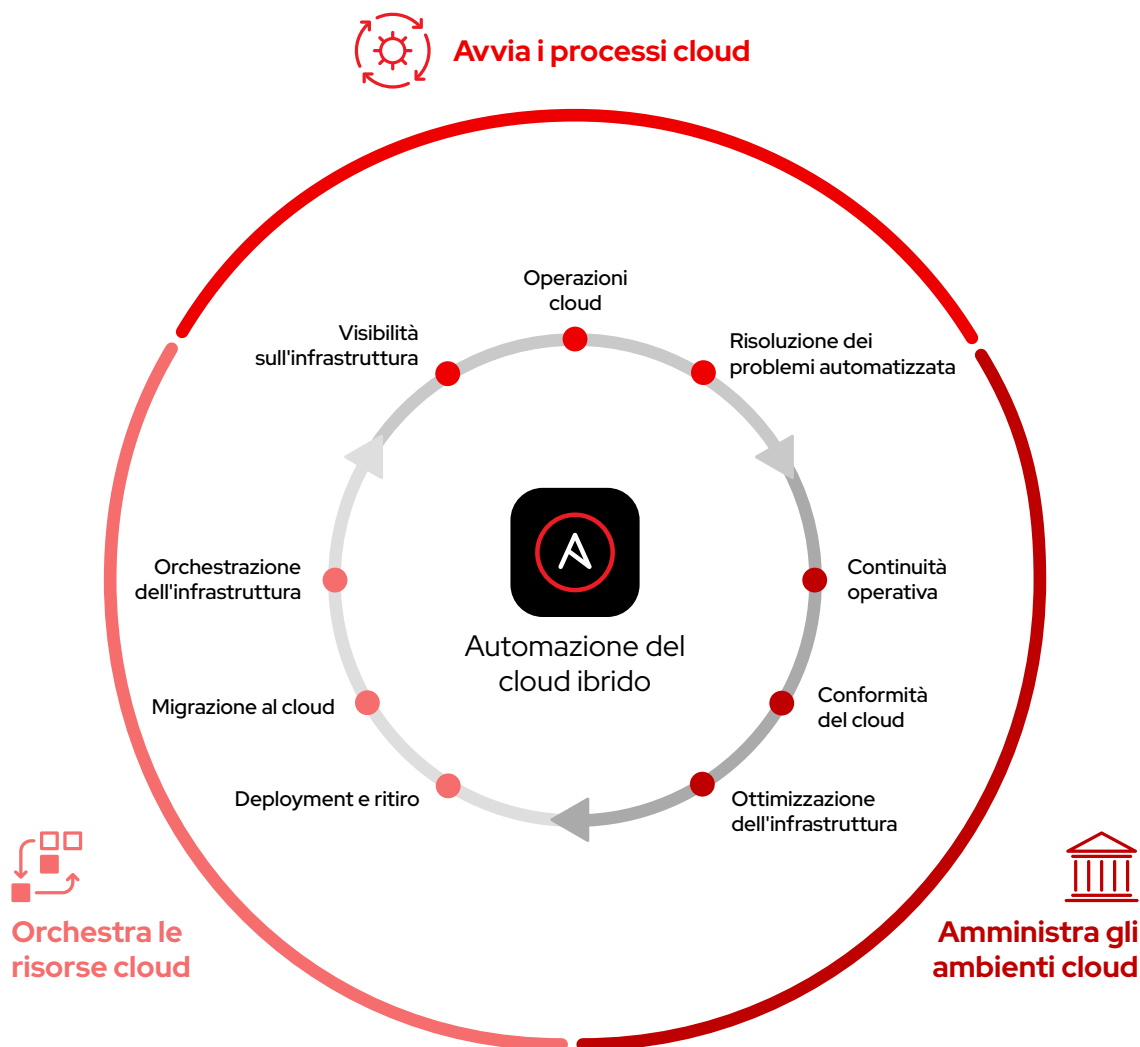 Avvia i processi cloud
Operazioni
cloud
Visibilità
sull'infrastruttura
Risoluzione dei
problemi automatizzata
Orchestrazione
dell'infrastruttura
Continuità
operativa
Automazione del
cloud ibrido
Migrazione al cloud
Conformità
del cloud
Deployment e ritiro
Ottimizzazione
dell'infrastruttura
Orchestra le
risorse cloud
Amministra gli
ambienti cloud